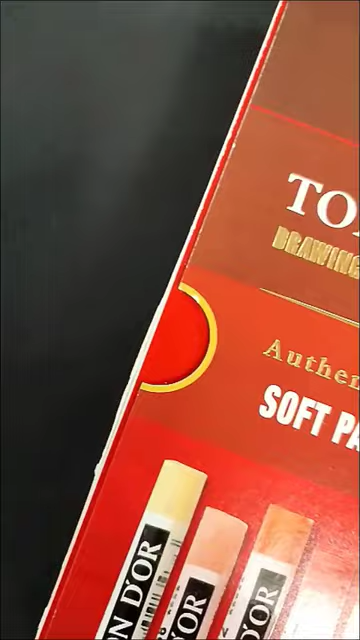 TO
DRAWING
Authen
SOFT PA
N D'OR
'OR
'OR